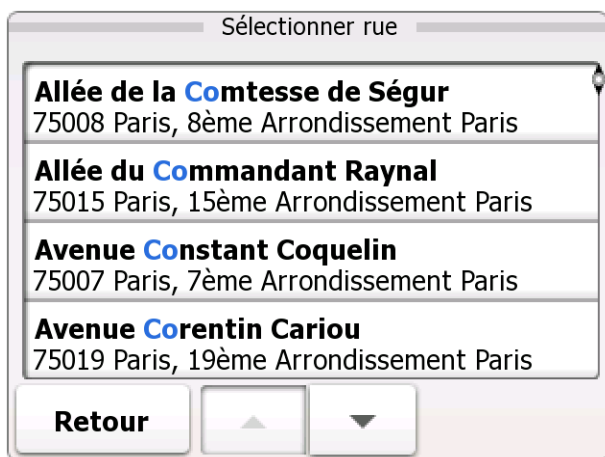 Sélectionner rue
Allée de la Comtesse de Ségur
75008 Paris, 8ème Arrondissement Paris
Allée du Commandant Raynal
75015 Paris, 15ème Arrondissement Paris
Avenue Constant Coquelin
75007 Paris, 7ème Arrondissement Paris
Avenue Corentin Cariou
75019 Paris, 19ème Arrondissement Paris
Retour